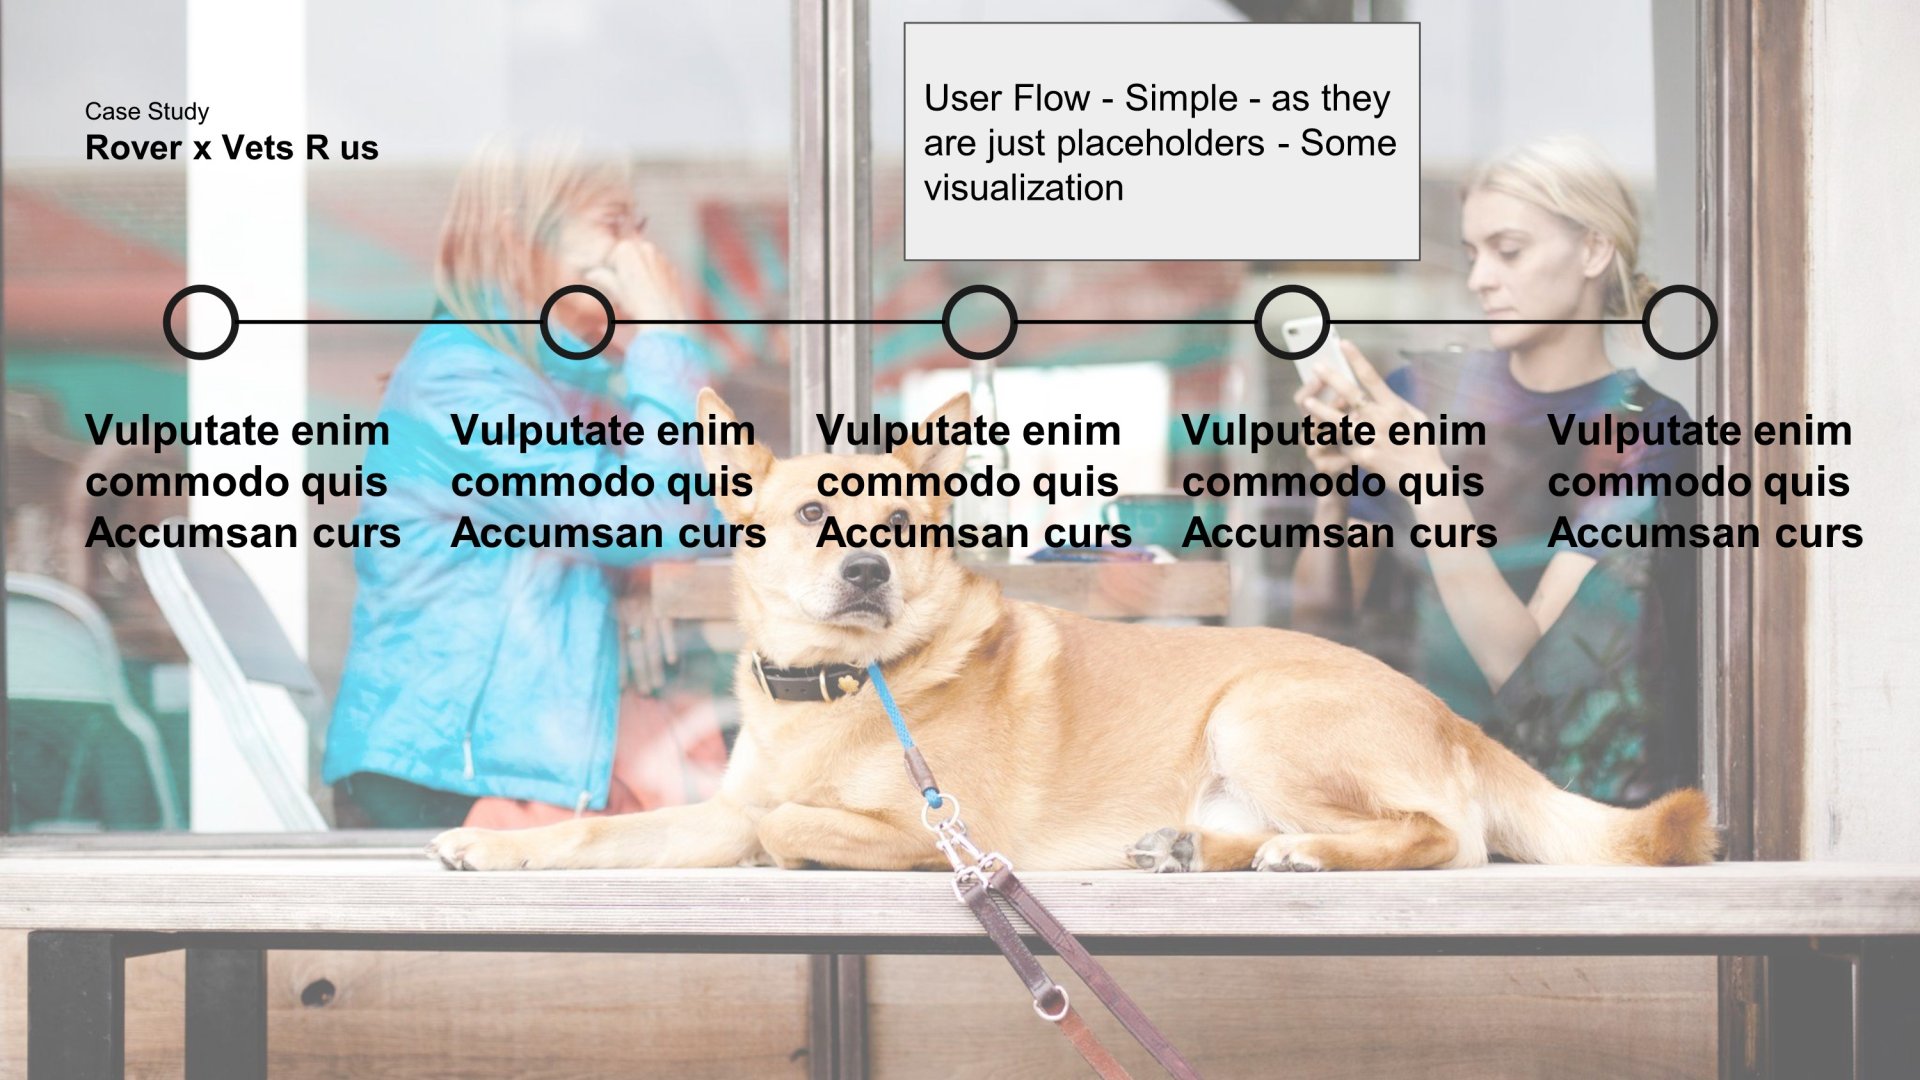 Case Study
Rover x Vets R us
User Flow - Simple - as they
are just placeholders - Some
visualization
Vulputate enim
commodo quis
Accumsan curs
Vulputate enim
commodo quis
Accumsan curs
Vulputate enim
commodo quis
Accumsan curs
Vulputate enim
commodo quis
Accumsan curs
Vulputate enim
commodo quis
Accumsan curs